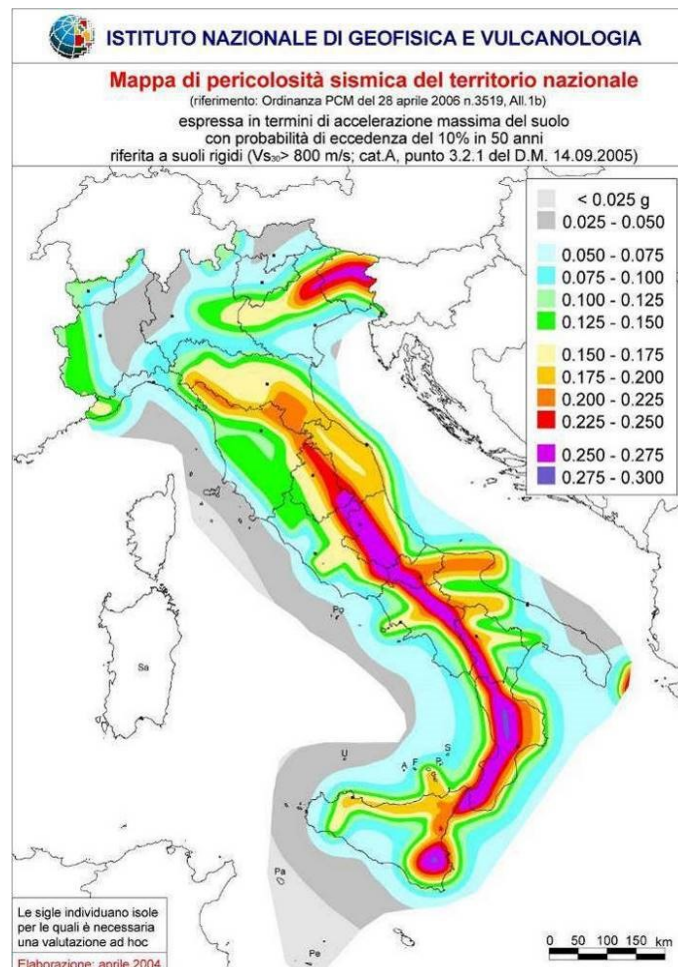 ISTITUTO NAZIONALE DI GEOFISICA E VULCANOLOGIA
Mappa di pericolosità sismica del territorio nazionale
(riferimento: Ordinanza PCM del 28 aprile 2006 n.3519, All.1b)
espressa in termini di accelerazione massima del suolo
con probabilità di eccedenza del 10% in 50 anni
riferita a suoli rigidi (Vs30> 800 m/s; cat.A, punto 3.2.1 del D.M. 14.09.2005)
< 0.025 g
0.025 - 0.050
0.050 - 0.075
0.075 - 0.100
0.100 - 0.125
0.125 - 0.150
0.150 - 0.175
0.175 - 0.200
0.200 - 0.225
0.225 - 0.250
0.250 - 0.275
0.275 - 0.300
Po
Sa
U
S
A F P
Pa
Pe
Le sigle individuano isole
per le quali è necessaria
una valutazione ad hoc
Elaborazione: aprile 2004
0 50 100 150 km